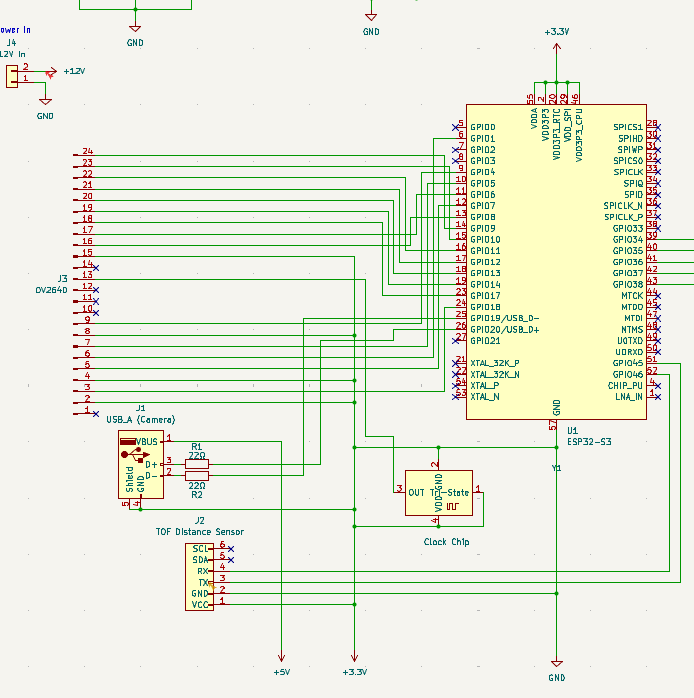 ower In
J4
12V In
2
1
+12V
GND
GND
GND
+3.3V
55 VDDA
2 VDD3P3
20 VDD3P3_RTC
29 VDD_SPI
46 VDD3P3_CPU
5 GPIO0
6 GPIO1
7 GPIO2
8 GPIO3
9 GPIO4
10 GPIO5
11 GPIO6
12 GPIO7
13 GPIO8
14 GPIO9
15 GPIO10
16 GPIO11
17 GPIO12
18 GPIO13
19 GPIO14
23 GPIO17
24 GPIO18
25 GPIO19/USB_D-
26 GPIO20/USB_D+
27 GPIO21
21 XTAL_32K_P
22 XTAL_32K_N
54 XTAL_P
53 XTAL_N
SPICS1 28
SPIHD 30
SPIWP 31
SPICS0 32
SPICLK 33
SPIQ 34
SPID 35
SPICLK_N 36
SPICLK_P 37
GPIO33 38
GPIO34 39
GPIO35 40
GPIO36 41
GPIO37 42
GPIO38 43
MTCK 44
MTDO 45
MTDI 47
MTMS 48
U0TXD 49
U0RXD 50
GPIO45 51
GPIO46 52
CHIP_PU 4
LNA_IN 1
GND
57
U1
ESP32-S3
24
23
22
21
20
19
18
17
16
15
14
13
12
11
10
9
8
7
6
5
4
3
2
1
J3
OV264D
J1
USB_A (Camera)
VBUS 1
D+ 3
D- 2
Shield
GND
5
4
R1
22Ω
22Ω
R2
Y1
3 OUT
Tri-State 1
2
GND
VDD
4
Clock Chip
J2
TOF Distance Sensor
SCL 6
SDA 5
RX 4
TX 3
GND 2
VCC 1
+5V
+3.3V
GND